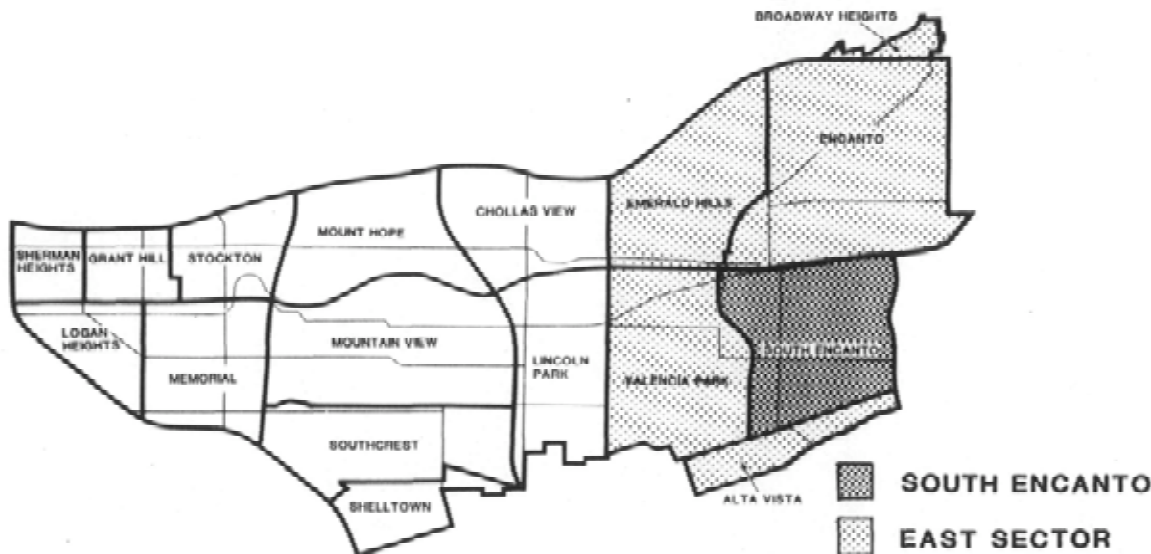 BROADWAY HEIGHTS
ENCANTO
EMERALD HILLS
CHOLLAS VIEW
MOUNT HOPE
SHERMAN
HEIGHTS
GRANT HILL
STOCKTON
LOGAN
HEIGHTS
MOUNTAIN VIEW
LINCOLN
PARK
SOUTH ENCANTO
MEMORIAL
VALENCIA PARK
SOUTHCREST
SHELLTOWN
ALTA VISTA
SOUTH ENCANTO
EAST SECTOR